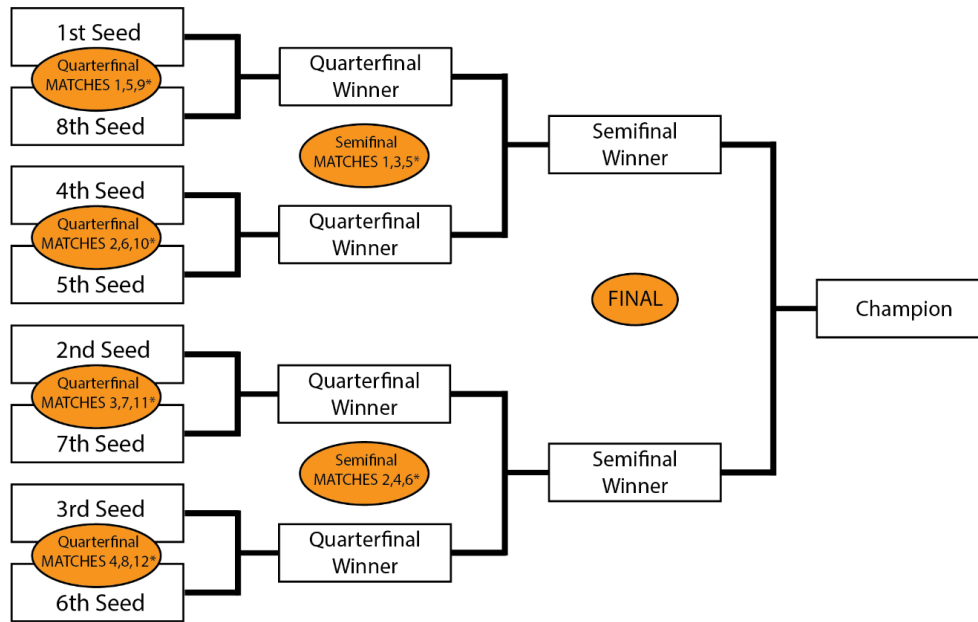 1st Seed
Quarterfinal
MATCHES 1,5,9*
8th Seed
4th Seed
Quarterfinal
MATCHES 2,6,10*
5th Seed
2nd Seed
Quarterfinal
MATCHES 3,7,11*
7th Seed
3rd Seed
Quarterfinal
MATCHES 4,8,12*
6th Seed
Quarterfinal
Winner
Semifinal
MATCHES 1,3,5*
Quarterfinal
Winner
Quarterfinal
Winner
Semifinal
MATCHES 2,4,6*
Quarterfinal
Winner
Semifinal
Winner
FINAL
Semifinal
Winner
Champion